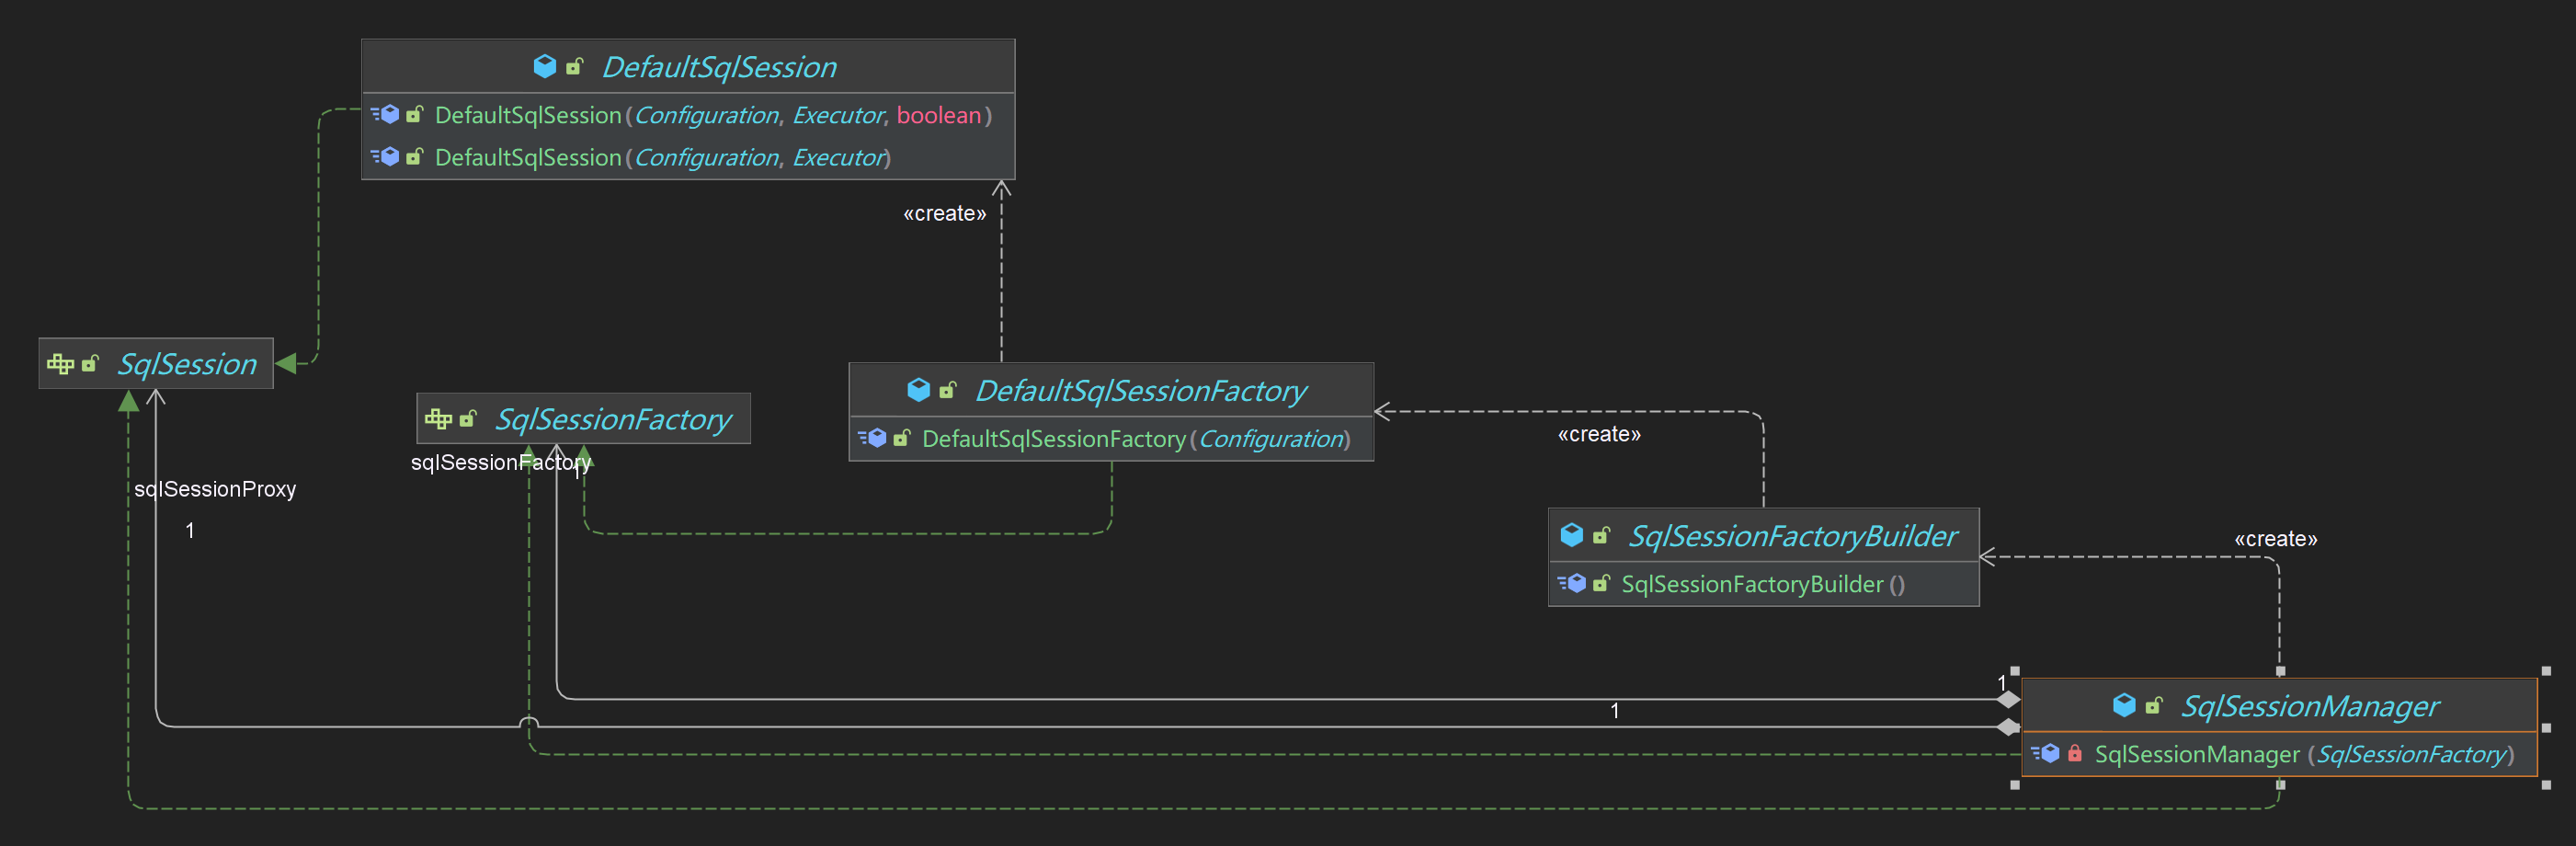 DefaultSqlSession
DefaultSqlSession(Configuration, Executor, boolean)
DefaultSqlSession(Configuration, Executor)
«create»
SqlSession
DefaultSqlSessionFactory
DefaultSqlSessionFactory(Configuration)
SqlSessionFactory
«create»
sqlSessionFactory
1
sqlSessionProxy
1
SqlSessionFactoryBuilder
SqlSessionFactoryBuilder()
«create»
1
1
SqlSessionManager
SqlSessionManager(SqlSessionFactory)